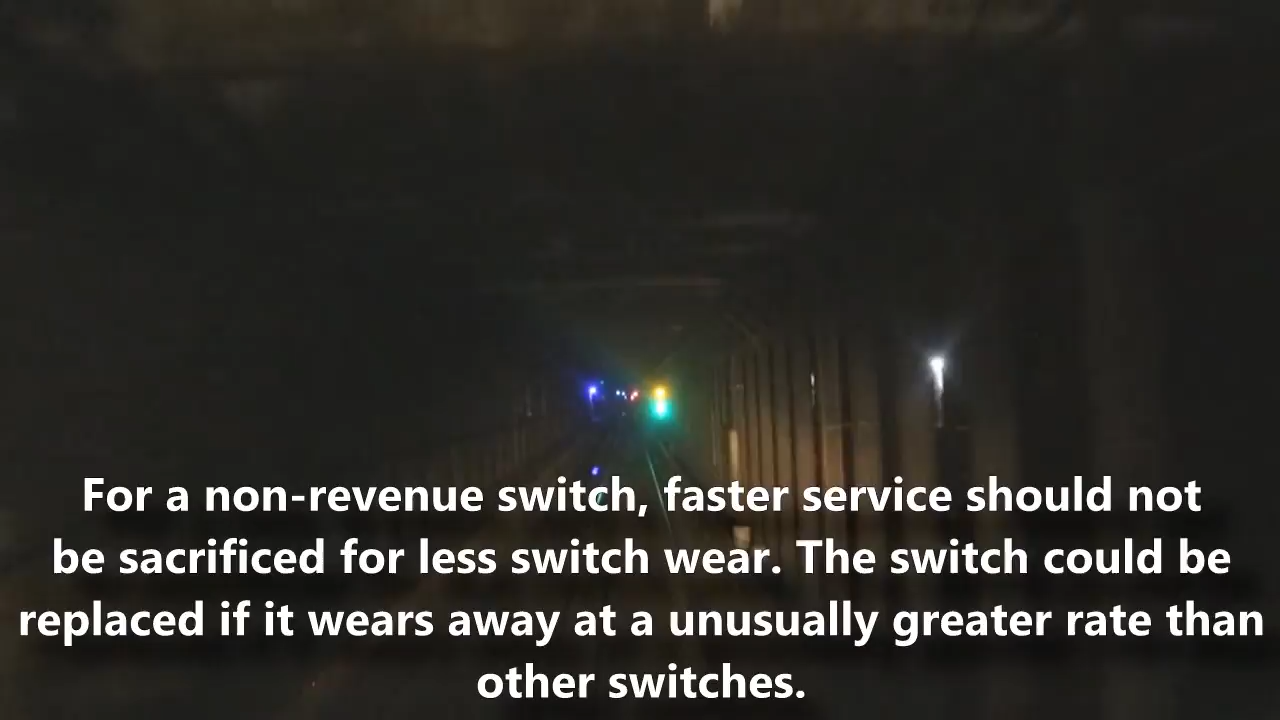 For a non-revenue switch, faster service should not
be sacrificed for less switch wear. The switch could be
replaced if it wears away at a unusually greater rate than
other switches.